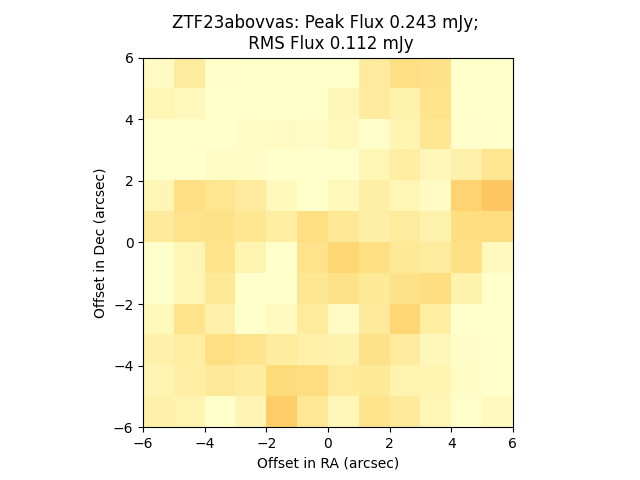 ZTF23abovvas: Peak Flux 0.243 mJy;
RMS Flux 0.112 mJy
6
4
2
0
−2
−4
−6
Offset in Dec (arcsec)
−6 −4 −2 0 2 4 6
Offset in RA (arcsec)